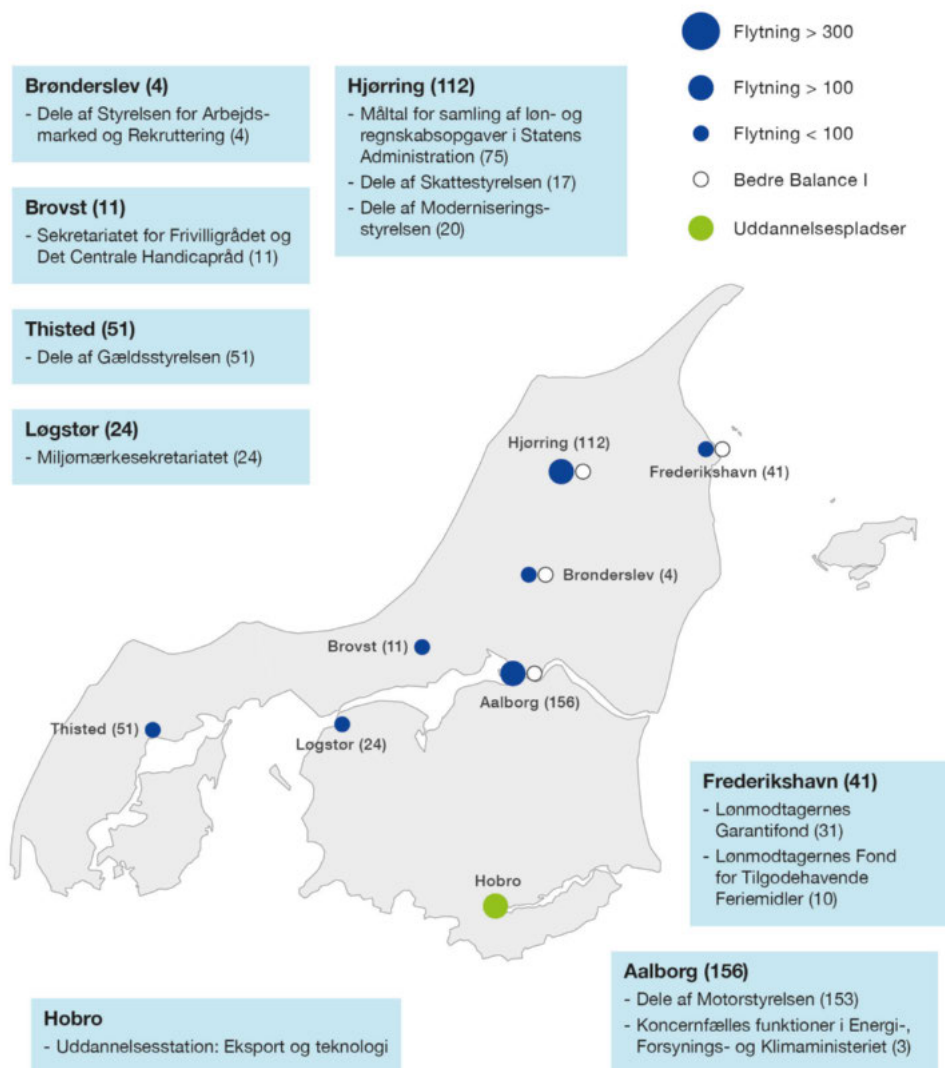 Flytning > 300
Flytning > 100
Flytning < 100
Bedre Balance I
Uddannelsespladser
Brønderslev (4)
- Dele af Styrelsen for Arbejds-
marked og Rekruttering (4)
Brovst (11)
- Sekretariatet for Frivilligrådet og
Det Centrale Handicapråd (11)
Thisted (51)
- Dele af Gældsstyrelsen (51)
Løgstør (24)
- Miljømærkesekretariatet (24)
Hjørring (112)
- Måltal for samling af løn- og
regnskabsopgaver i Statens
Administration (75)
- Dele af Skattestyrelsen (17)
- Dele af Moderniserings-
styrelsen (20)
Hjørring (112)
Frederikshavn (41)
Brønderslev (4)
Brovst (11)
Aalborg (156)
Thisted (51)
Løgstør (24)
Hobro
Frederikshavn (41)
- Lønmodtagernes
Garantifond (31)
- Lønmodtagernes Fond
for Tilgodehavende
Feriemidler (10)
Aalborg (156)
- Dele af Motorstyrelsen (153)
- Koncernfælles funktioner i Energi-,
Forsynings- og Klimaministeriet (3)
Hobro
- Uddannelsesstation: Eksport og teknologi